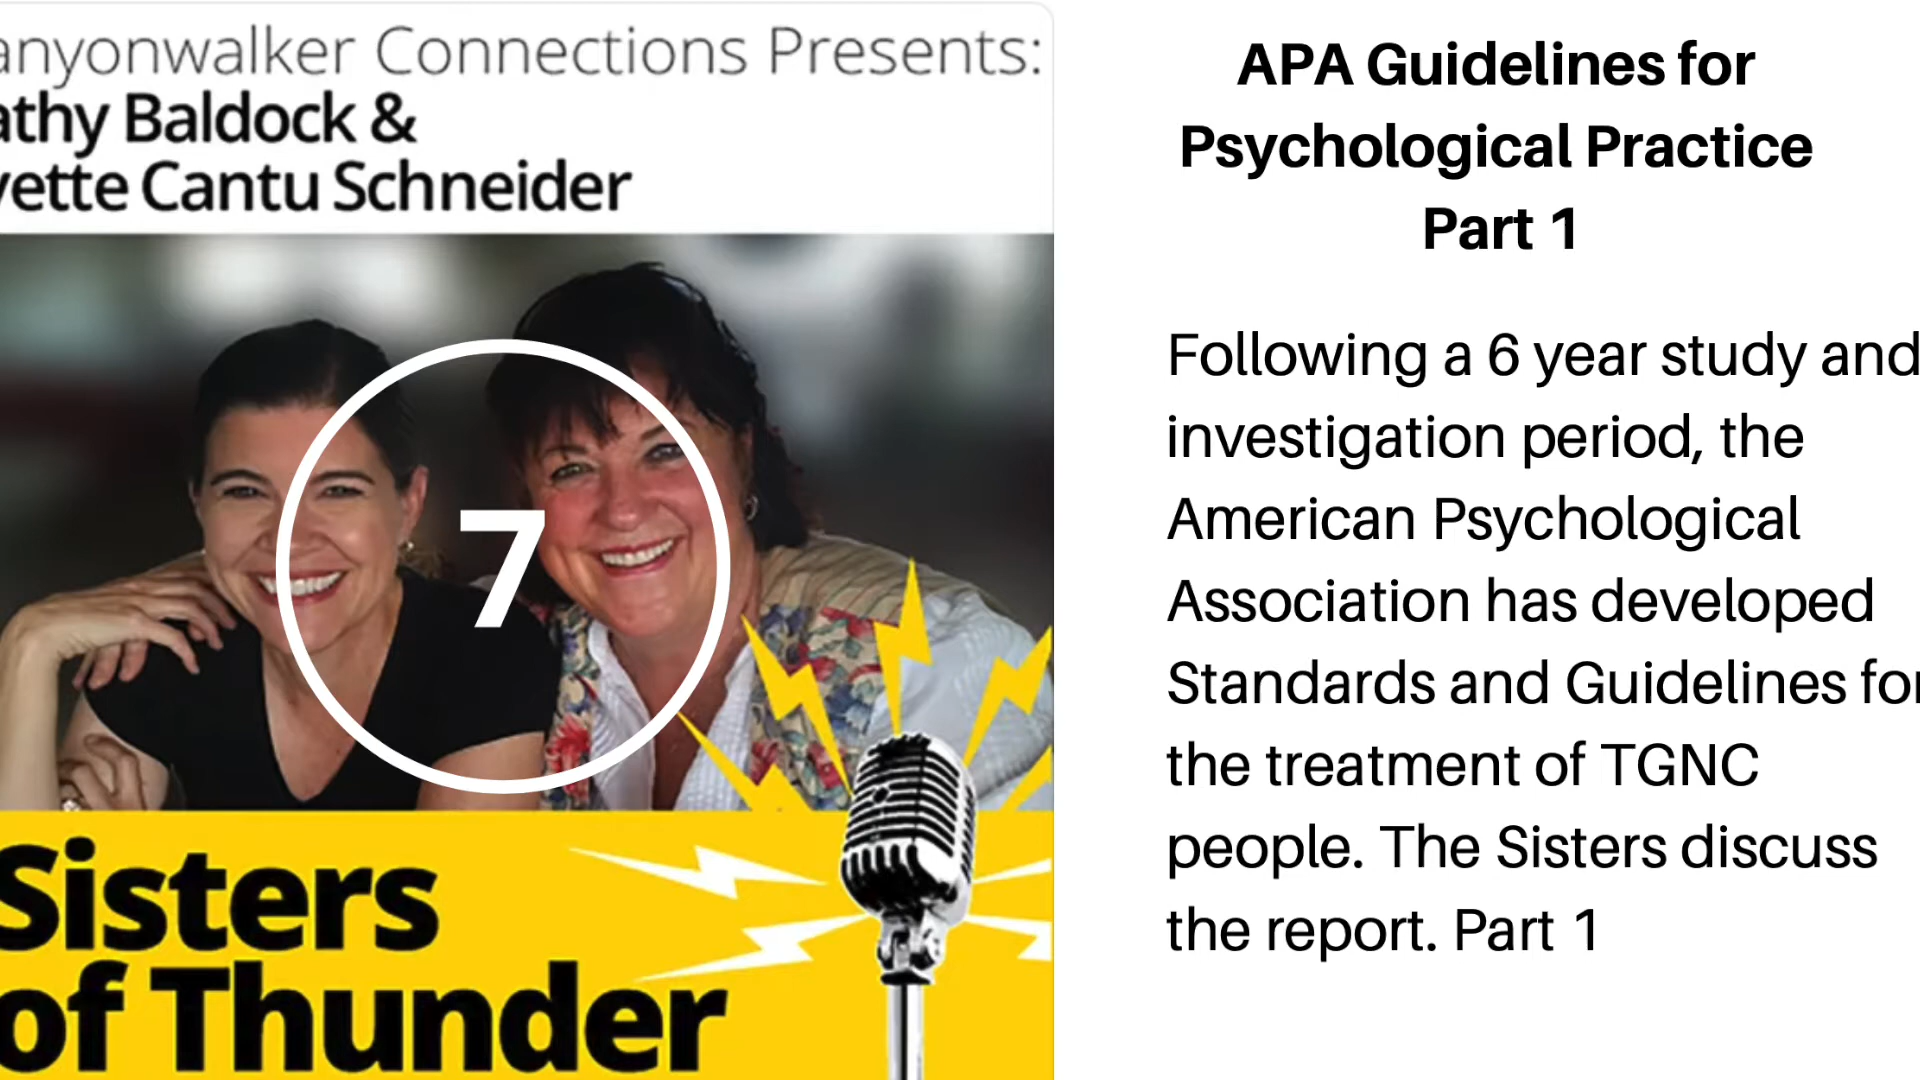 anyonwalker Connections Presents:
athy Baldock &
vette Cantu Schneider
7
Sisters
of Thunder
APA Guidelines for
Psychological Practice
Part 1
Following a 6 year study and
investigation period, the
American Psychological
Association has developed
Standards and Guidelines for
the treatment of TGNC
people. The Sisters discuss
the report. Part 1